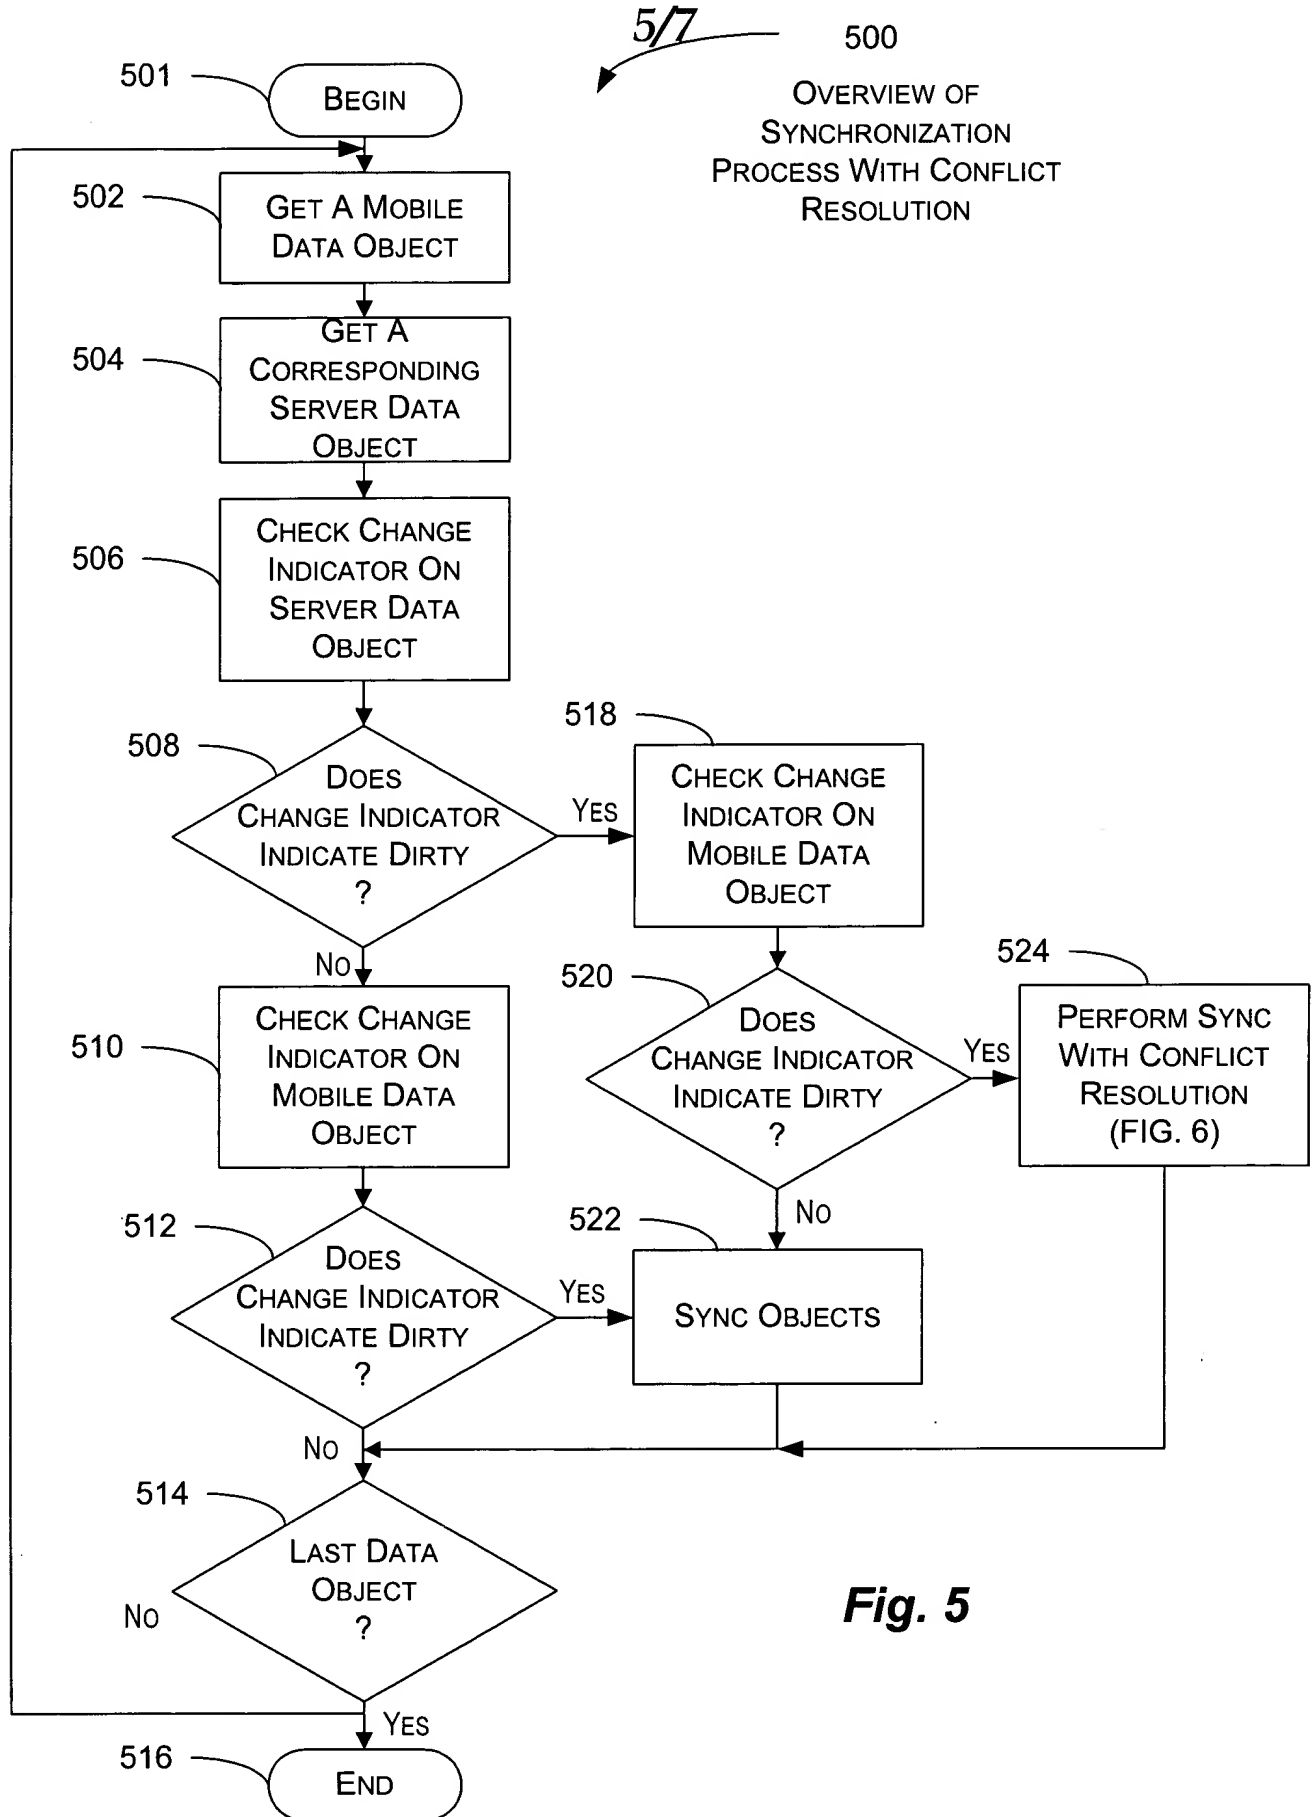 5/7
500
OVERVIEW OF
SYNCHRONIZATION
PROCESS WITH CONFLICT
RESOLUTION
501
BEGIN
502
GET A MOBILE
DATA OBJECT
504
GET A
CORRESPONDING
SERVER DATA
OBJECT
506
CHECK CHANGE
INDICATOR ON
SERVER DATA
OBJECT
508
DOES
CHANGE INDICATOR
INDICATE DIRTY
?
YES
NO
518
CHECK CHANGE
INDICATOR ON
MOBILE DATA
OBJECT
510
CHECK CHANGE
INDICATOR ON
MOBILE DATA
OBJECT
520
DOES
CHANGE INDICATOR
INDICATE DIRTY
?
YES
NO
524
PERFORM SYNC
WITH CONFLICT
RESOLUTION
(FIG. 6)
512
DOES
CHANGE INDICATOR
INDICATE DIRTY
?
YES
NO
522
SYNC OBJECTS
514
LAST DATA
OBJECT
?
NO
YES
516
END
Fig. 5